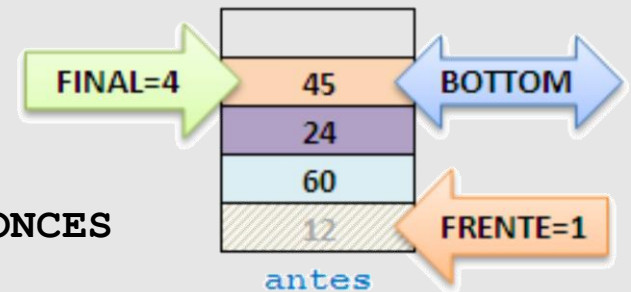 FINAL=4 45 BOTTOM
24
60
ONCES 12 FRENTE=1
antes